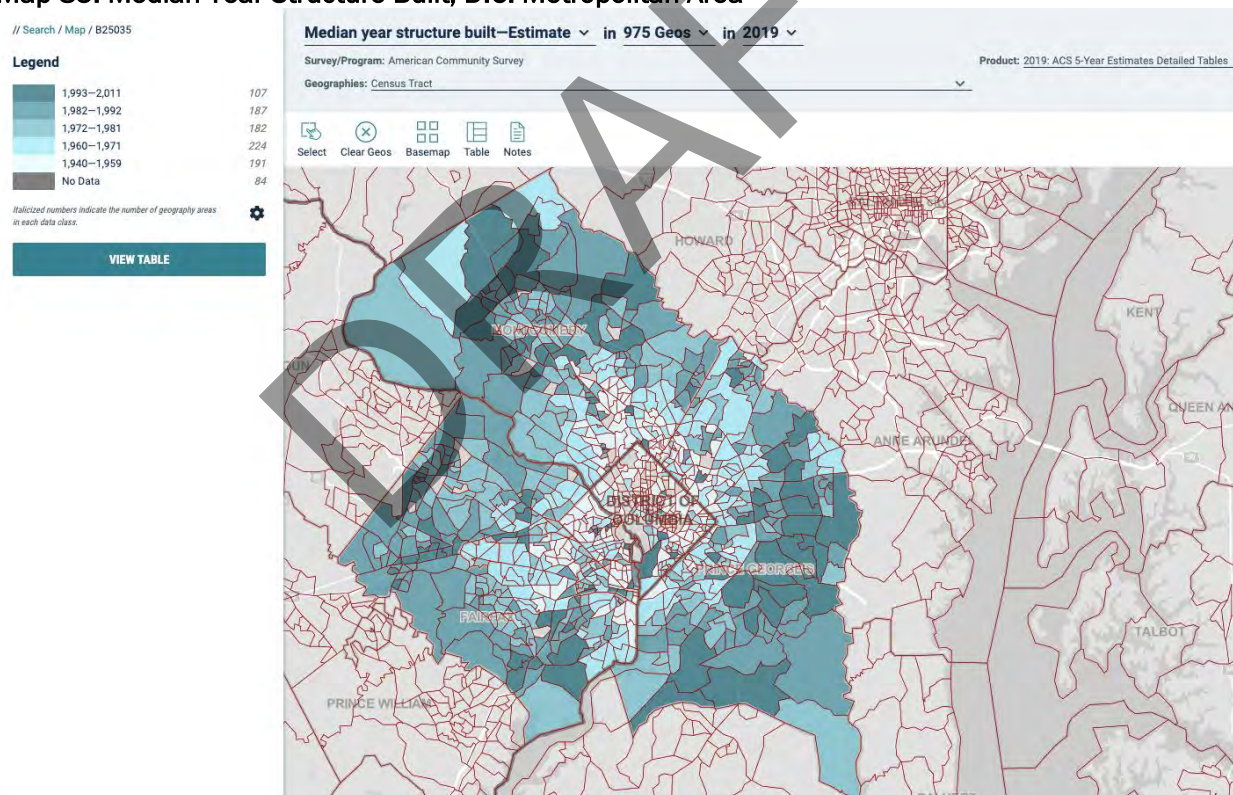 Map S3: Median Year Structure Built, D.C. Metropolitan Area
// Search / Map / B25035
Median year structure built—Estimate in 975 Geos in 2019
Survey/Program: American Community Survey
Product: 2019: ACS 5-Year Estimates Detailed Tables
Geographies: Census Tract
Legend
1,993—2,011 107
1,982—1,992 187
1,972—1,981 182
1,960—1,971 224
1,940—1,959 191
No Data 84
Italicized numbers indicate the number of geography areas
in each data class.
VIEW TABLE
Select Clear Geos Basemap Table Notes
DRAF
HOWARD
KENT
MONTGOMERY
QUEEN AN
ANNE ARUNDEL
DISTRICT OF
COLUMBIA
PRINCE GEORGE'S
FAIRFAX
TALBOT
PRINCE WILLIAM